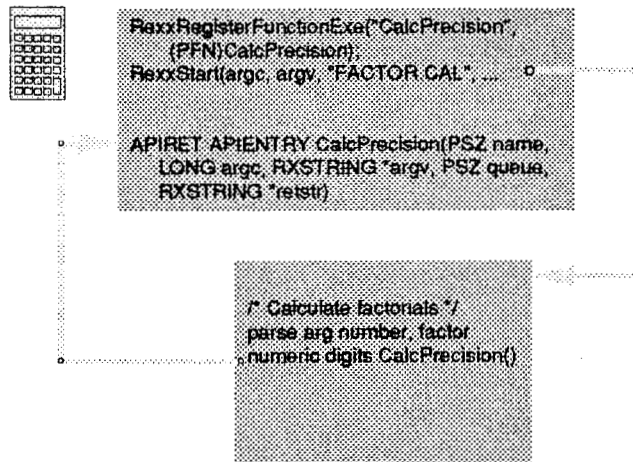 RexxRegisterFunctionExe("CalcPrecision",
(PFN)CalcPrecision);
RexxStart(argc, argv, "FACTOR.CAL", ...
APIRET APIENTRY CalcPrecision(PSZ name,
LONG argc, RXSTRING *argv, PSZ queue,
RXSTRING *retstr)
/* Calculate factorials */
parse arg number, factor
numeric digits CalcPrecision()